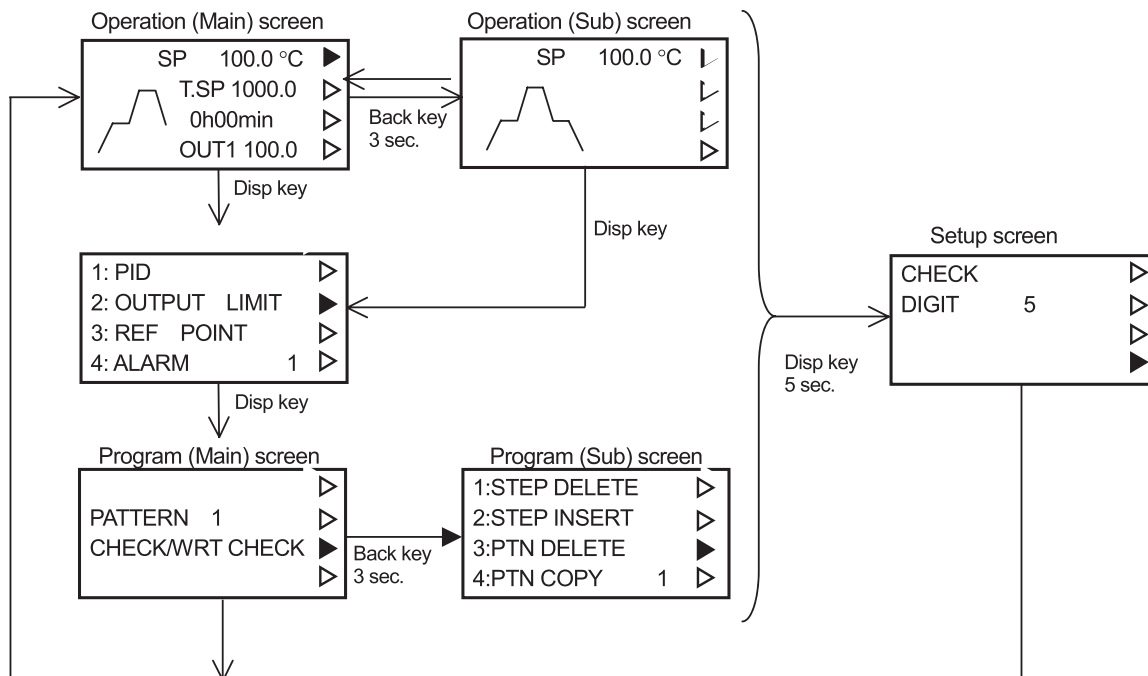 Operation (Main) screen
SP 100.0 °C
T.SP 1000.0
0h00min
OUT1 100.0
Back key
3 sec.
Operation (Sub) screen
SP 100.0 °C
Disp key
Disp key
1: PID
2: OUTPUT LIMIT
3: REF POINT
4: ALARM 1
Disp key
Program (Main) screen
PATTERN 1
CHECK/WRT CHECK
Back key
3 sec.
Program (Sub) screen
1:STEP DELETE
2:STEP INSERT
3:PTN DELETE
4:PTN COPY 1
Disp key
5 sec.
Setup screen
CHECK
DIGIT 5